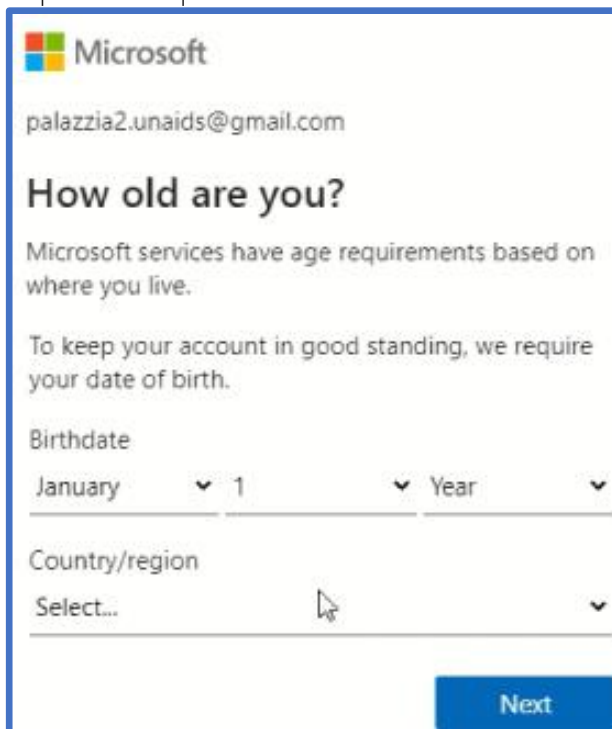 Microsoft
palazzia2.unaids@gmail.com
How old are you?
Microsoft services have age requirements based on
where you live.
To keep your account in good standing, we require
your date of birth.
Birthdate
January 1 Year
Country/region
Select...
Next